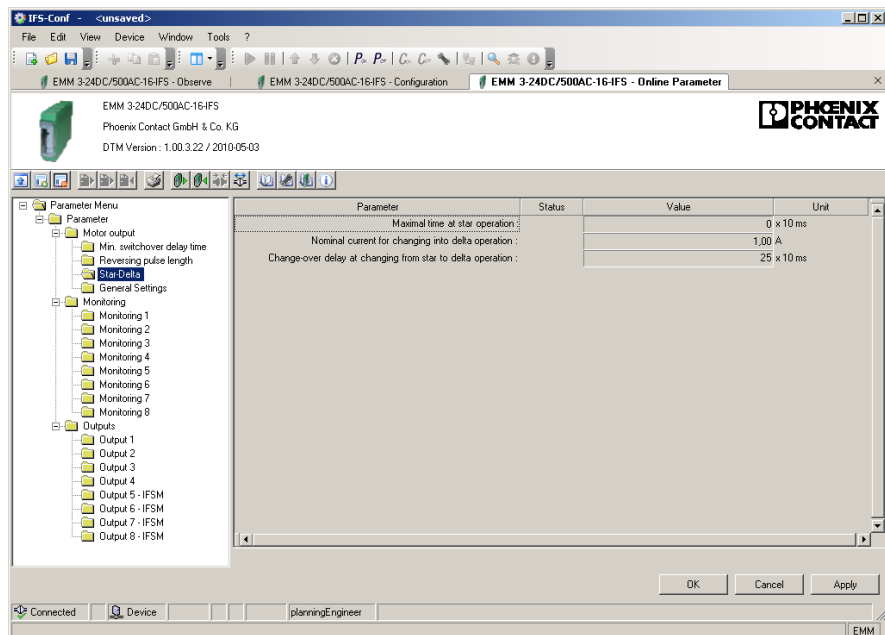 IFS-Conf - <unsaved>
File Edit View Device Window Tools ?
EMM 3-24DC/500AC-16-IFS - Observe | EMM 3-24DC/500AC-16-IFS - Configuration EMM 3-24DC/500AC-16-IFS - Online Parameter
EMM 3-24DC/500AC-16-IFS
Phoenix Contact GmbH & Co. KG
DTM Version : 1.00.3.22 / 2010-05-03
PHŒNIX
CONTACT
Parameter Menu
Parameter
Motor output
Min. switchover delay time
Reversing pulse length
Star-Delta
General Settings
Monitoring
Monitoring 1
Monitoring 2
Monitoring 3
Monitoring 4
Monitoring 5
Monitoring 6
Monitoring 7
Monitoring 8
Outputs
Output 1
Output 2
Output 3
Output 4
Output 5 - IFSM
Output 6 - IFSM
Output 7 - IFSM
Output 8 - IFSM
Parameter Status Value Unit
Maximal time at star operation : 0 x 10 ms
Nominal current for changing into delta operation : 1,00 A
Change-over delay at changing from star to delta operation : 25 x 10 ms
OK Cancel Apply
Connected Device planningEngineer
EMM